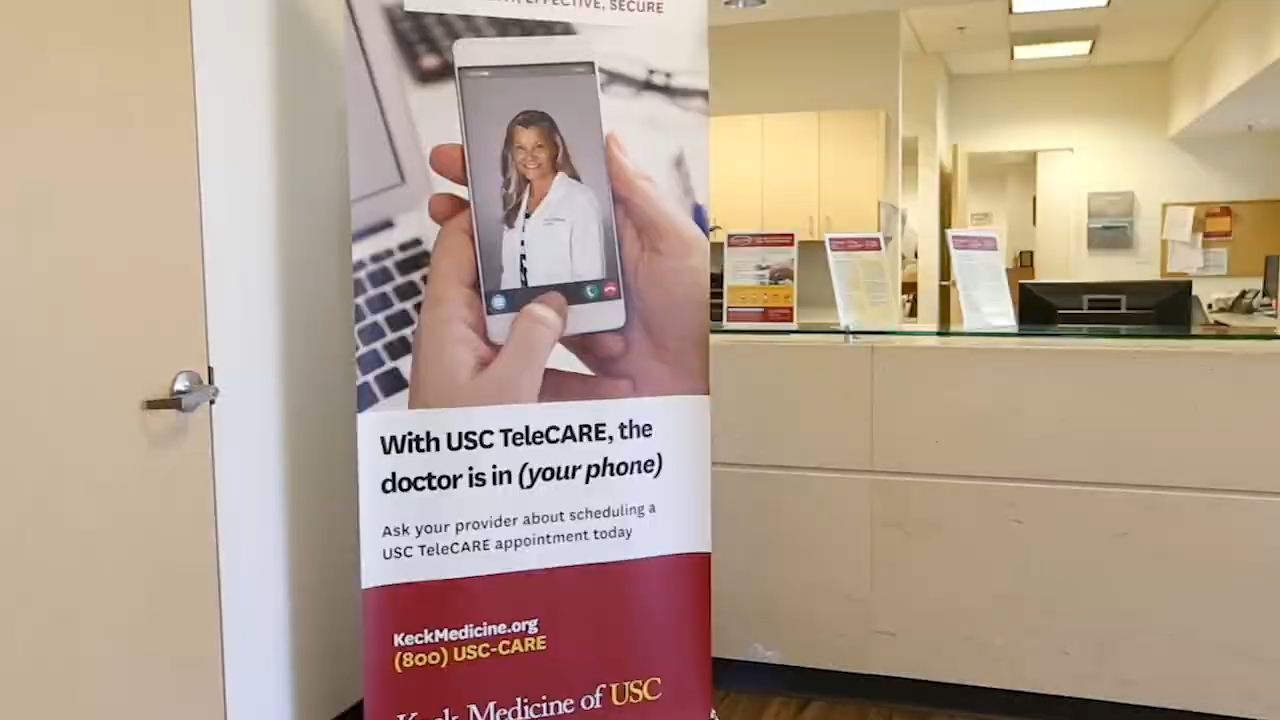 EFFECTIVE, SECURE
With USC TeleCARE, the
doctor is in (your phone)
Ask your provider about scheduling a
USC TeleCARE appointment today
KeckMedicine.org
(800) USC-CARE
Keck Medicine of USC